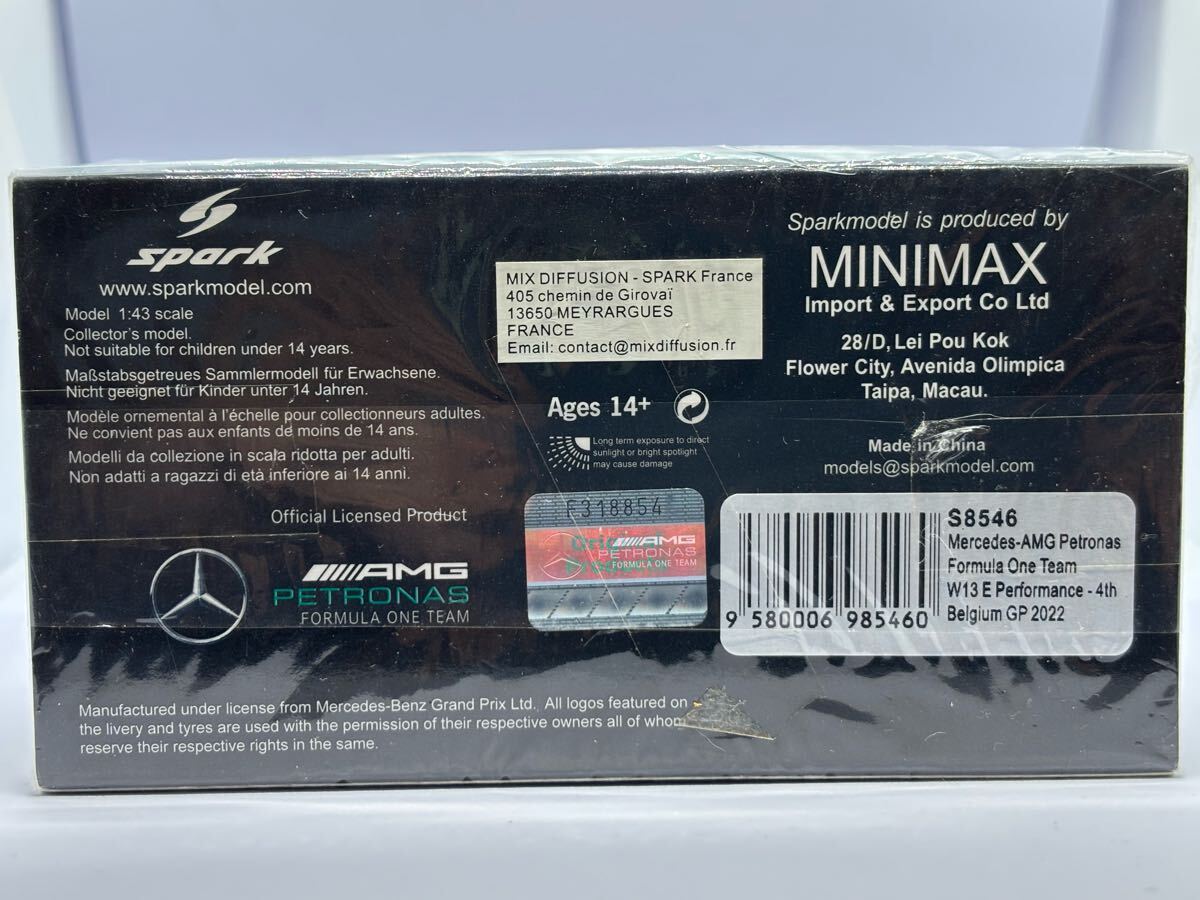 spark
www.sparkmodel.com
Model 1:43 scale
Collector's model.
Not suitable for children under 14 years.
Maßstabsgetreues Sammlermodell für Erwachsene.
Nicht geeignet für Kinder unter 14 Jahren.
Modèle ornemental à l'échelle pour collectionneurs adultes.
Ne convient pas aux enfants de moins de 14 ans.
Modelli da collezione in scala ridotta per adulti.
Non adatti a ragazzi di età inferiore ai 14 anni.
Official Licensed Product
AMG
PETRONAS
FORMULA ONE TEAM
MIX DIFFUSION - SPARK France
405 chemin de Girovaï
13650 MEYRARGUES
FRANCE
Email: contact@mixdiffusion.fr
Ages 14+
Long term exposure to direct
sunlight or bright spotlight
may cause damage
F318854
AMG
PETRONAS
FORMULA ONE TEAM
Sparkmodel is produced by
MINIMAX
Import & Export Co Ltd
28/D, Lei Pou Kok
Flower City, Avenida Olimpica
Taipa, Macau.
Made in China
models@sparkmodel.com
9 580006 985460
S8546
Mercedes-AMG Petronas
Formula One Team
W13 E Performance - 4th
Belgium GP 2022
Manufactured under license from Mercedes-Benz Grand Prix Ltd. All logos featured on
the livery and tyres are used with the permission of their respective owners all of whom
reserve their respective rights in the same.